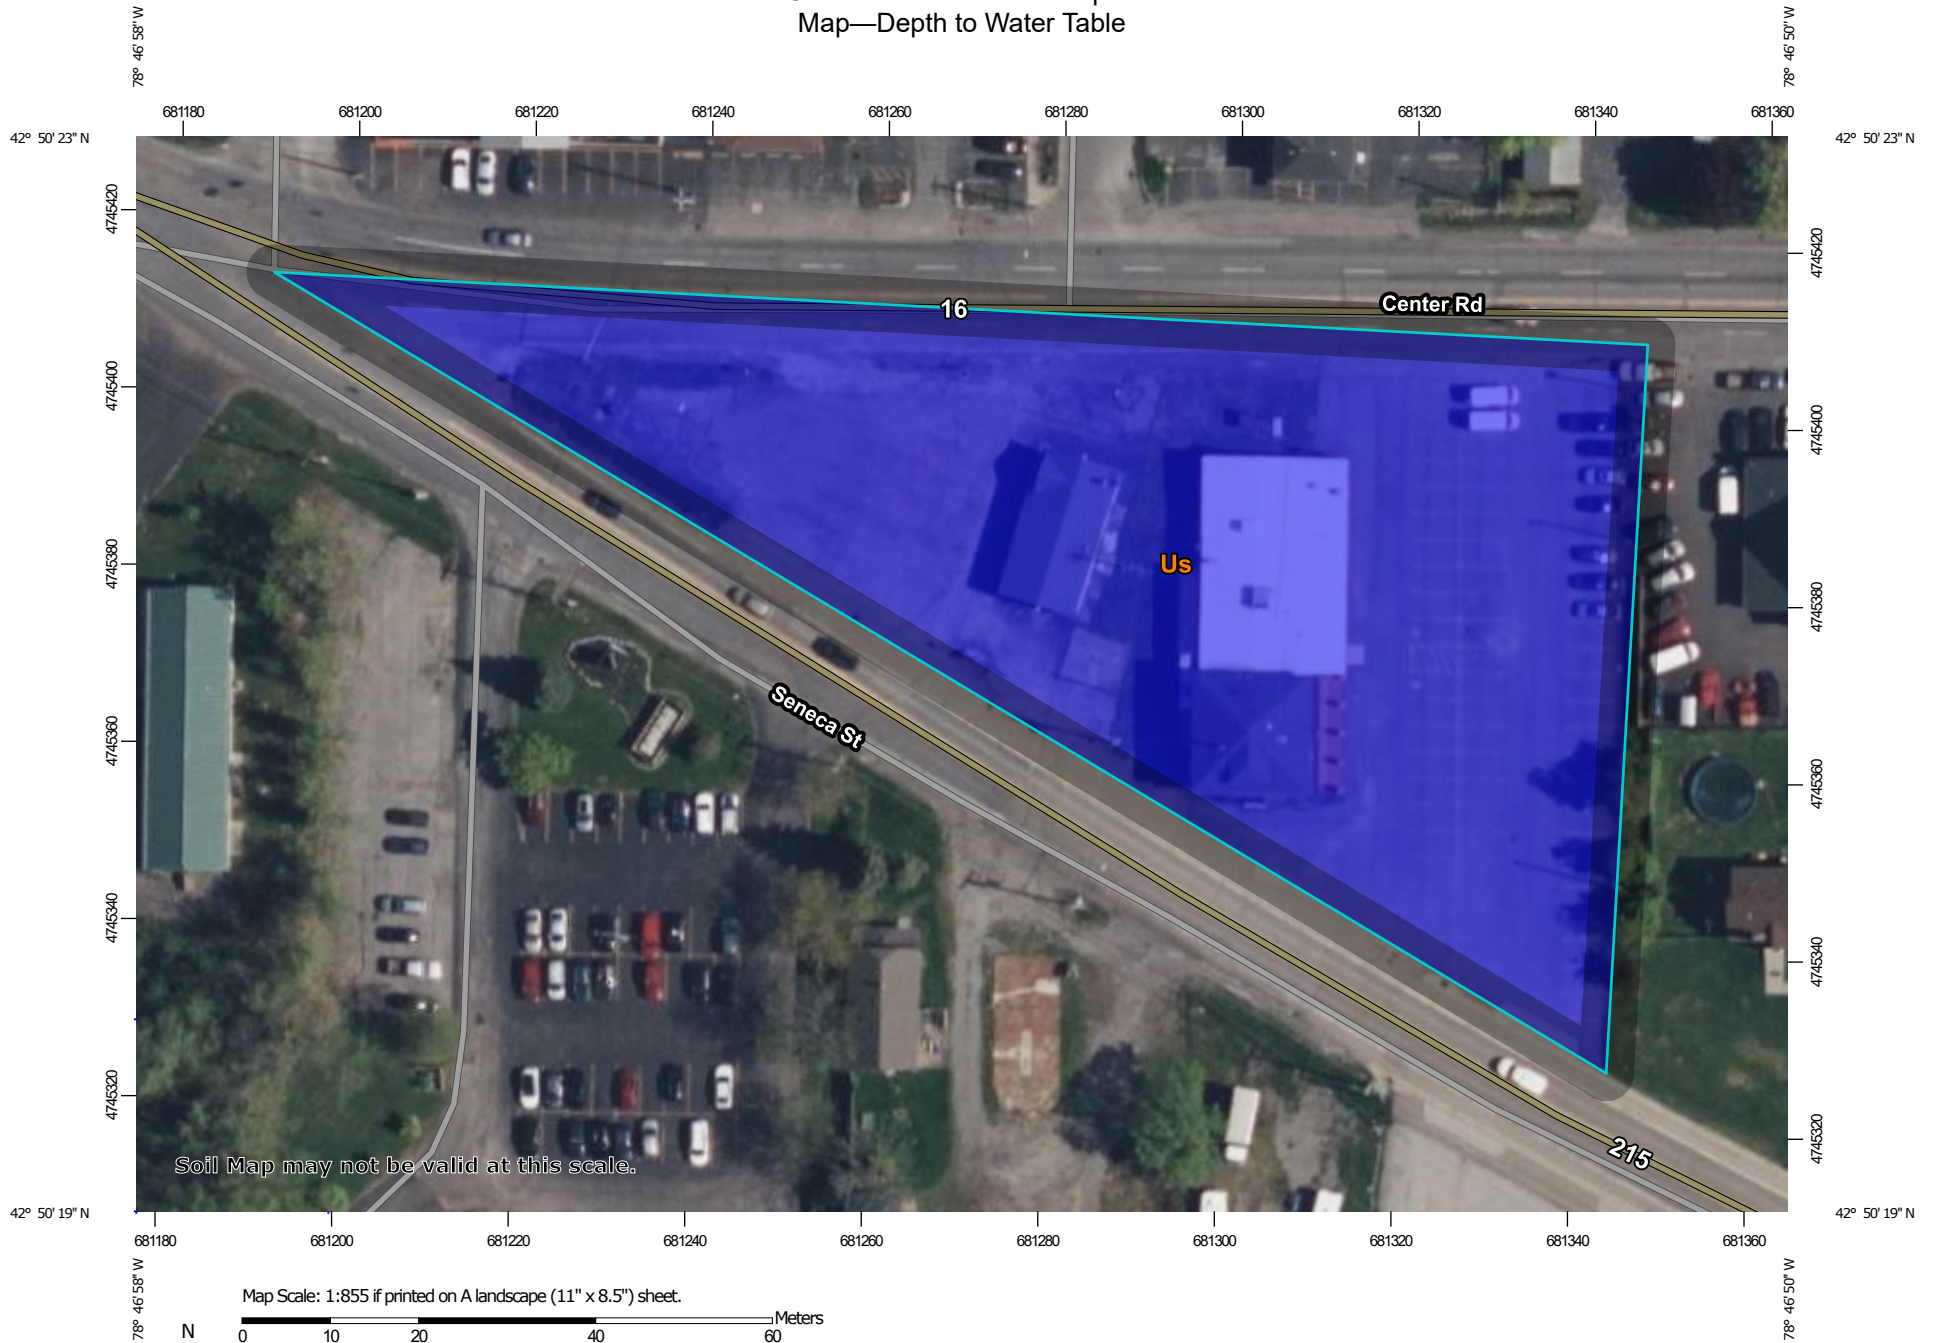 Map—Depth to Water Table
78° 46' 58" W
78° 46' 50" W
681180 681200 681220 681240 681260 681280 681300 681320 681340 681360
42° 50' 23" N
42° 50' 23" N
4745420
4745420
16
Center Rd
4745400
4745400
Us
4745380
4745380
Seneca St
4745360
4745360
4745340
4745340
4745320
4745320
215
Soil Map may not be valid at this scale.
42° 50' 19" N
42° 50' 19" N
681180 681200 681220 681240 681260 681280 681300 681320 681340 681360
78° 46' 58" W
78° 46' 50" W
Map Scale: 1:855 if printed on A landscape (11" x 8.5") sheet.
N
Meters
0 10 20 40 60